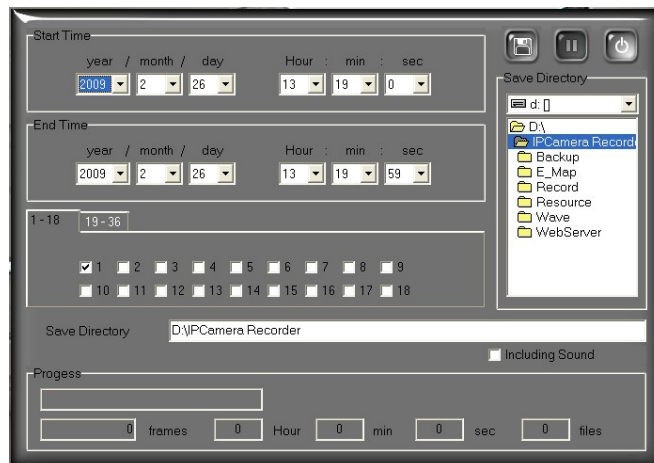 Start Time
year / month / day Hour : min : sec
2009 2 26 13 19 0
End Time
year / month / day Hour : min : sec
2009 2 26 13 19 59
1-18 19-36
1 2 3 4 5 6 7 8 9
10 11 12 13 14 15 16 17 18
Save Directory
d: []
D:\
IPCamera Recorde
Backup
E_Map
Record
Resource
Wave
WebServer
Save Directory D:\IPCamera Recorder
Including Sound
Progess
0 frames 0 Hour 0 min 0 sec 0 files